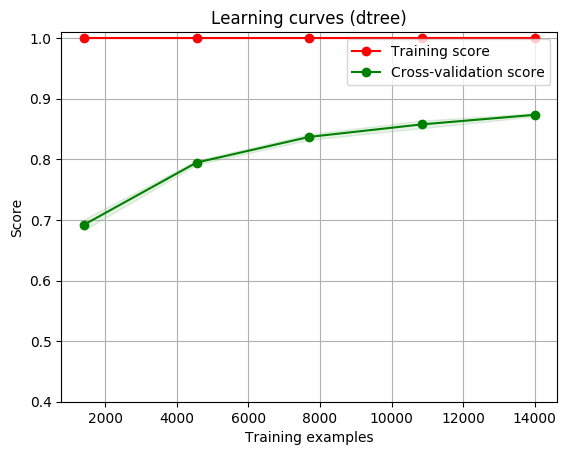 Learning curves (dtree)
Training score
Cross-validation score
Score
1.0
0.9
0.8
0.7
0.6
0.5
0.4
2000 4000 6000 8000 10000 12000 14000
Training examples